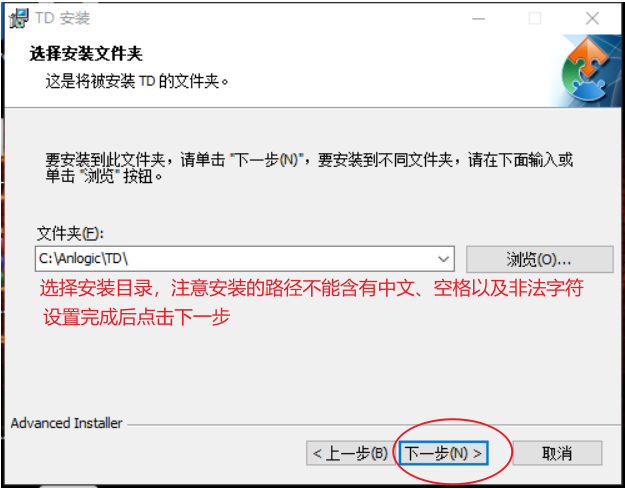 TD 安装
选择安装文件夹
这是将被安装 TD 的文件夹。
要安装到此文件夹，请单击 "下一步(N)"，要安装到不同文件夹，请在下面输入或
单击 "浏览" 按钮。
文件夹(F):
C:\Anlogic\TD\
浏览(O)...
选择安装目录，注意安装的路径不能含有中文、空格以及非法字符
设置完成后点击下一步
Advanced Installer
< 上一步(B)
下一步(N) >
取消